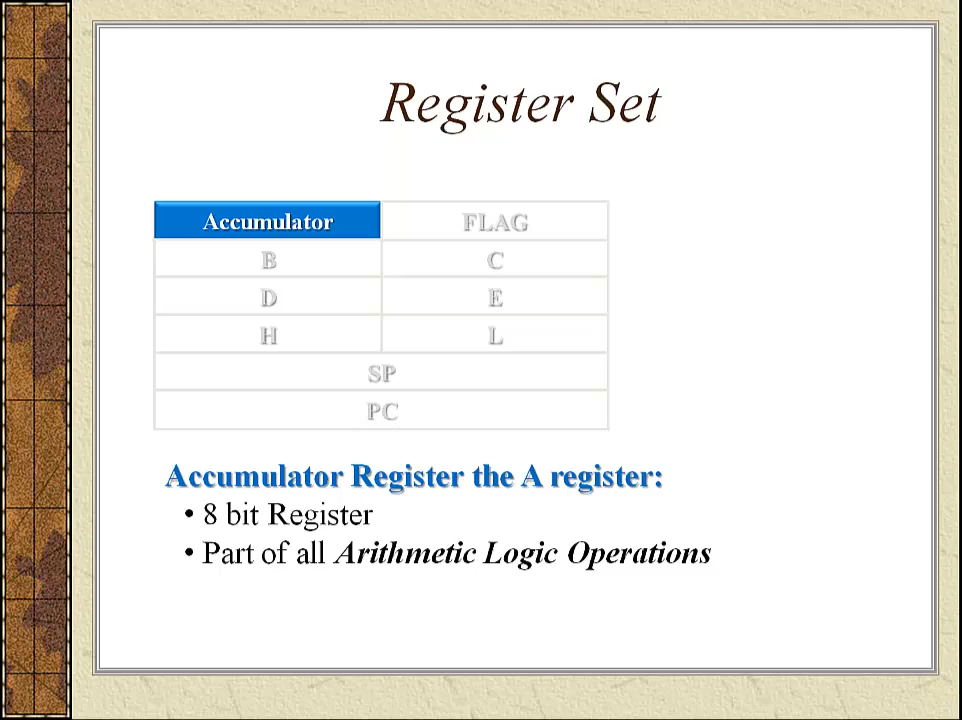 Register Set
Accumulator FLAG
B C
D E
H L
SP
PC
Accumulator Register the A register:
• 8 bit Register
• Part of all Arithmetic Logic Operations